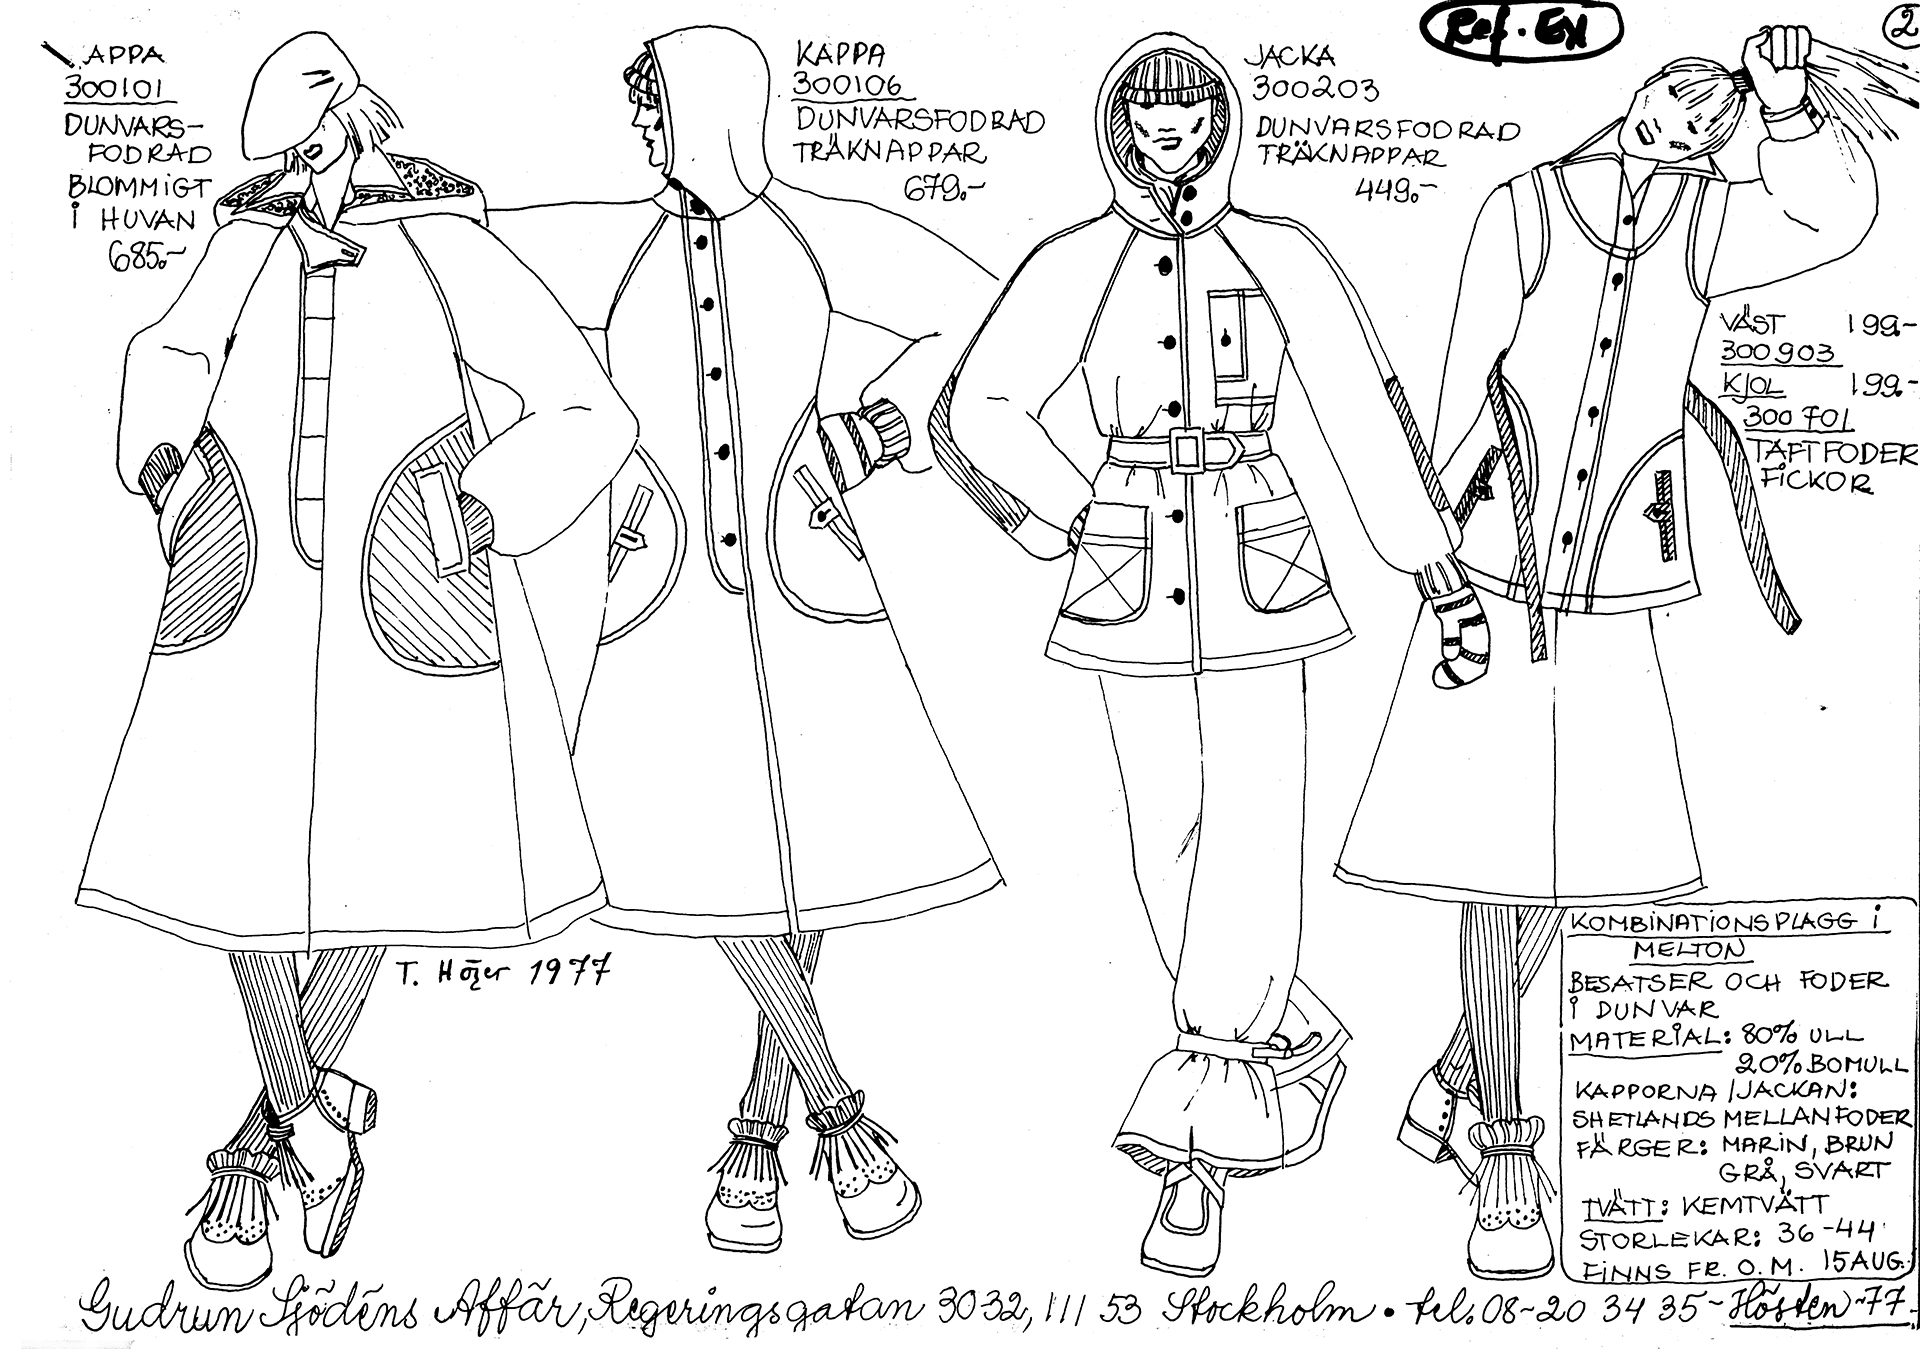 Ref. EN
2
KAPPA
300101
DUNVARS-
FODRAD
BLOMMIGT
I HUVAN
685.-
KAPPA
300106
DUNVARSFODRAD
TRÄKNAPPAR
679.-
JACKA
300203
DUNVARSFODRAD
TRÄKNAPPAR
449.-
VÄST 199.-
300903
KJOL 199.-
300701
TAFTFODER
FICKOR
T. Höjer 1977
KOMBINATIONSPLAGG I
MELTON
BESATSER OCH FODER
I DUNVAR
MATERIAL: 80% ULL
20% BOMULL
KAPPORNA/JACKAN:
SHETLANDS MELLANFODER
FÄRGER: MARIN, BRUN
GRÅ, SVART
TVÄTT: KEMTVÄTT
STORLEKAR: 36-44
FINNS FR. O. M. 15 AUG.
Gudrun Sjödéns Affär, Regeringsgatan 30-32, 111 53 Stockholm • tel. 08-20 34 35 - Hösten -77.